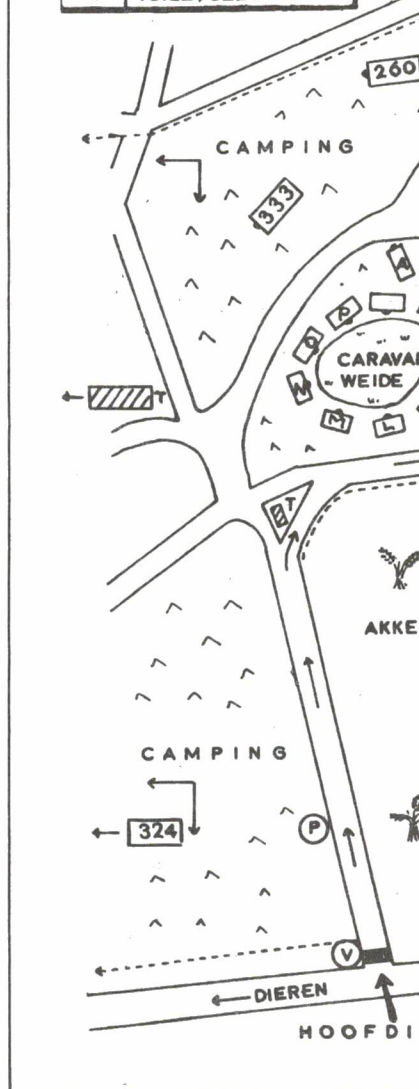 260
CAMPING
333
A
P
O
CARAVA
WEIDE
N
M
L
T
T
AKKE
CAMPING
324
P
V
DIEREN
HOOFDI